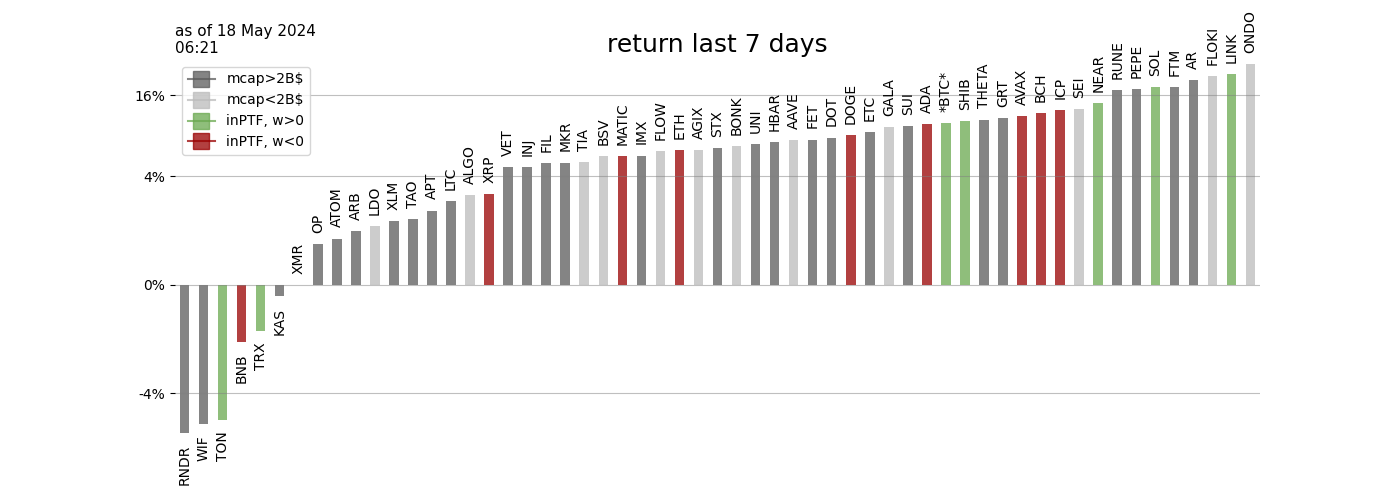 as of 18 May 2024
06:21
return last 7 days
mcap>2B$
mcap<2B$
inPTF, w>0
inPTF, w<0
16%
4%
0%
-4%
RNDR
WIF
TON
BNB
TRX
KAS
XMR
OP
ATOM
ARB
LDO
XLM
TAO
APT
LTC
ALGO
XRP
VET
INJ
FIL
MKR
TIA
BSV
MATIC
IMX
FLOW
ETH
AGIX
STX
BONK
UNI
HBAR
AAVE
FET
DOT
DOGE
ETC
GALA
SUI
ADA
*BTC*
SHIB
THETA
GRT
AVAX
BCH
ICP
SEI
NEAR
RUNE
PEPE
SOL
FTM
AR
FLOKI
LINK
ONDO